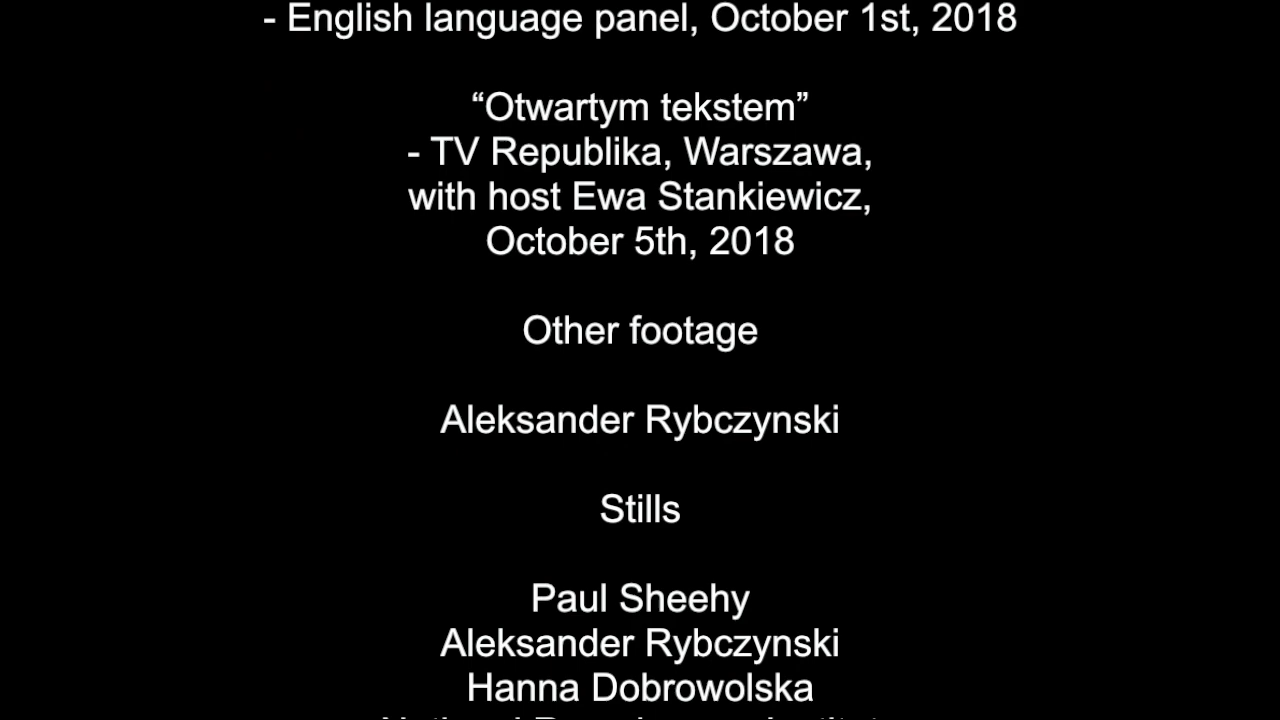 - English language panel, October 1st, 2018
“Otwartym tekstem”
- TV Republika, Warszawa,
with host Ewa Stankiewicz,
October 5th, 2018
Other footage
Aleksander Rybczynski
Stills
Paul Sheehy
Aleksander Rybczynski
Hanna Dobrowolska